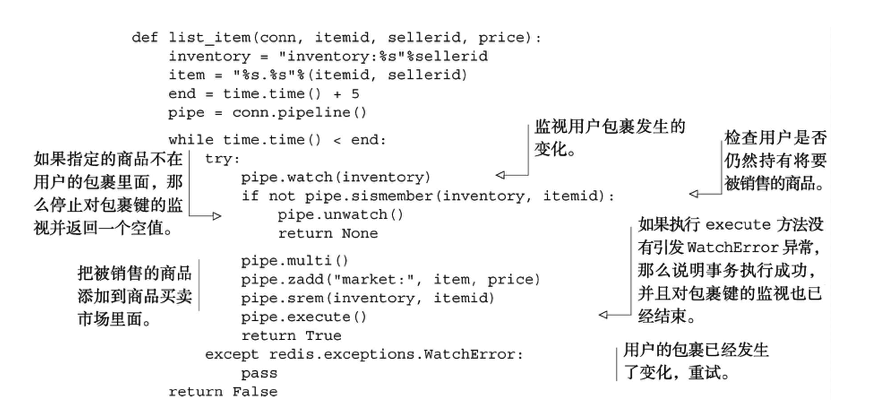 def list_item(conn, itemid, sellerid, price):
inventory = "inventory:%s"%sellerid
item = "%s.%s"%(itemid, sellerid)
end = time.time() + 5
pipe = conn.pipeline()
while time.time() < end:
try:
pipe.watch(inventory)
if not pipe.sismember(inventory, itemid):
pipe.unwatch()
return None
pipe.multi()
pipe.zadd("market:", item, price)
pipe.srem(inventory, itemid)
pipe.execute()
return True
except redis.exceptions.WatchError:
pass
return False
监视用户包裹发生的
变化。
检查用户是否
仍然持有将要
被销售的商品。
如果指定的商品不在
用户的包裹里面,那
么停止对包裹键的监
视并返回一个空值。
如果执行 execute 方法没
有引发 WatchError 异常,
那么说明事务执行成功,
并且对包裹键的监视也已
经结束。
把被销售的商品
添加到商品买卖
市场里面。
用户的包裹已经发生
了变化,重试。